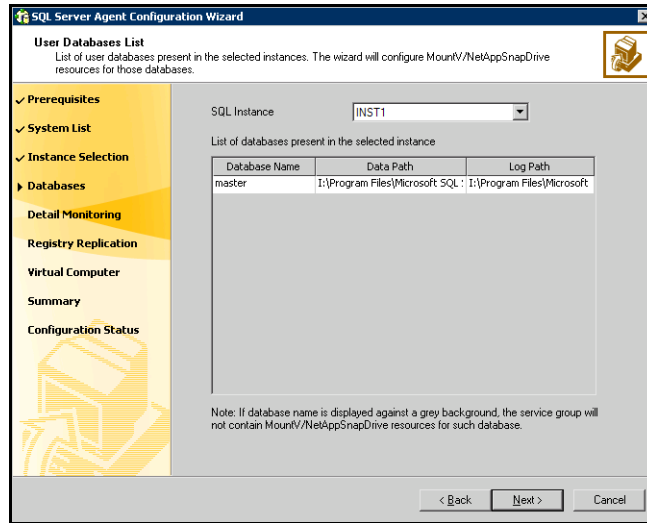 SQL Server Agent Configuration Wizard
User Databases List
List of user databases present in the selected instances. The wizard will configure MountV/NetAppSnapDrive
resources for those databases.
Prerequisites
System List
Instance Selection
Databases
Detail Monitoring
Registry Replication
Virtual Computer
Summary
Configuration Status
SQL Instance INST1
List of databases present in the selected instance
Database Name Data Path Log Path
master I:\Program Files\Microsoft SQL I:\Program Files\Microsoft
Note: If database name is displayed against a grey background, the service group will
not contain MountV/NetAppSnapDrive resources for such database.
< Back Next > Cancel